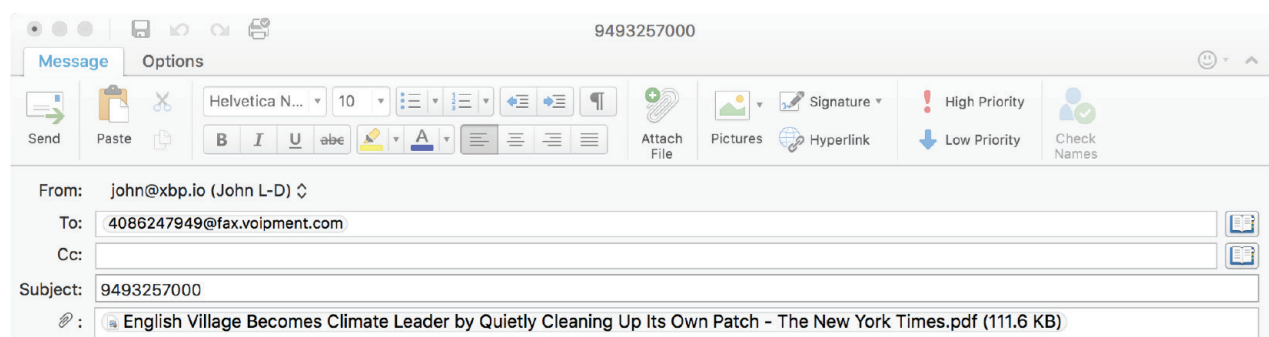 9493257000
Message Options
Helvetica N... 10 Signature High Priority
Send Paste B I U abc A Attach File Pictures Hyperlink Low Priority Check Names
From: john@xbp.io (John L-D)
To: 4086247949@fax.voipment.com
Cc:
Subject: 9493257000
: English Village Becomes Climate Leader by Quietly Cleaning Up Its Own Patch - The New York Times.pdf (111.6 KB)